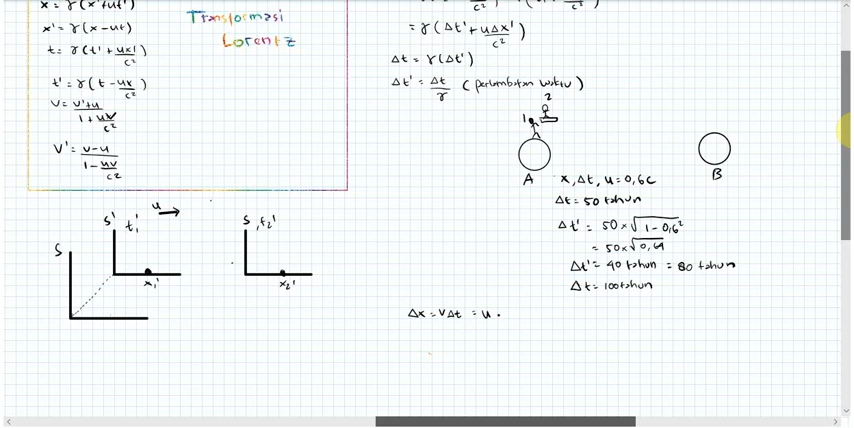 x = γ (x' + ut')
x' = γ (x - ut)
t = γ (t' + ux'/c²)
t' = γ (t - ux/c²)
v = v' + u / 1 + uv/c²
v' = v - u / 1 - uv/c²
Transformasi
Lorentz
= γ (Δt' + uΔx'/c²)
Δt = γ (Δt')
Δt' = Δt/γ (perlambatan waktu)
1
2
A
B
x, Δt, u = 0,6c
Δt = 50 tahun
Δt' = 50 × √1 - 0,6²
= 50 × √0,64
Δt' = 40 tahun = 80 tahun
Δt = 100 tahun
S
S' t₁'
u
x₁'
S, t₂'
x₂'
Δx = v Δt = u .